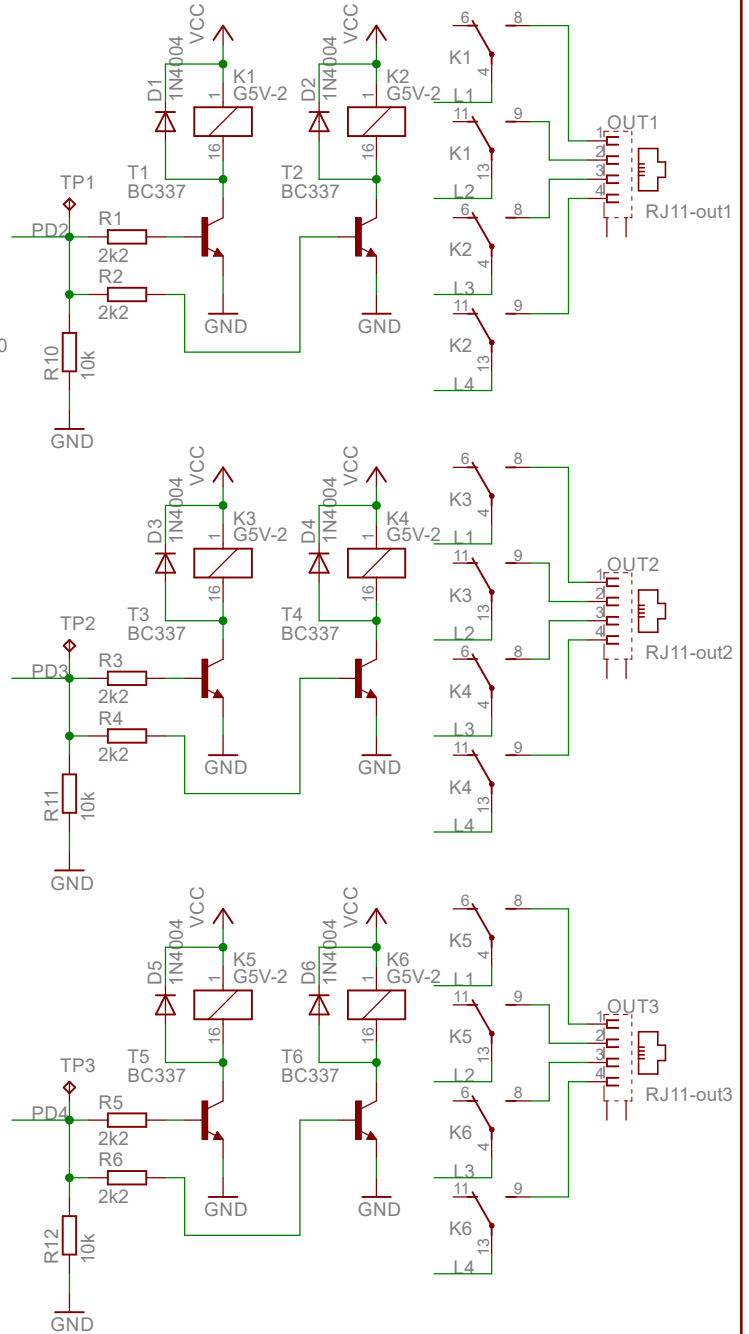 VCC
VCC
D1
1N4004
K1
G5V-2
1
16
D2
1N4004
K2
G5V-2
1
16
T1
BC337
T2
BC337
TP1
PD2
R1
2k2
R2
2k2
R10
10k
0
GND
GND
GND
6
8
K1
4
L1
11
9
K1
13
L2
6
8
K2
4
L3
11
9
K2
13
L4
OUT1
1
2
3
4
RJ11-out1
VCC
VCC
D3
1N4004
K3
G5V-2
1
16
D4
1N4004
K4
G5V-2
1
16
T3
BC337
T4
BC337
TP2
PD3
R3
2k2
R4
2k2
R11
10k
GND
GND
GND
6
8
K3
4
L1
11
9
K3
13
L2
6
8
K4
4
L3
11
9
K4
13
L4
OUT2
1
2
3
4
RJ11-out2
VCC
VCC
D5
1N4004
K5
G5V-2
1
16
D6
1N4004
K6
G5V-2
1
16
T5
BC337
T6
BC337
TP3
PD4
R5
2k2
R6
2k2
R12
10k
GND
GND
GND
6
8
K5
4
L1
11
9
K5
13
L2
6
8
K6
4
L3
11
9
K6
13
L4
OUT3
1
2
3
4
RJ11-out3